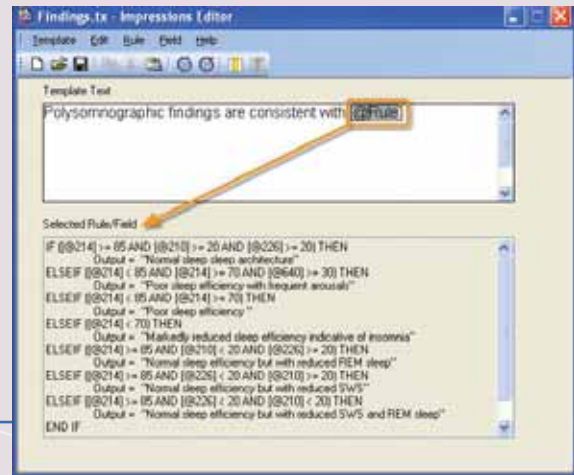 Findings.tx - Impressions Editor
Template Edit Rule Field Help
Template Text
Polysomnographic findings are consistent with [@Rule]
Selected Rule/Field
IF ([@214] >= 85 AND [@210] >= 20 AND [@226] >= 20) THEN
Output = "Normal sleep sleep architecture"
ELSEIF ([@214] < 85 AND [@214] >= 70 AND [@640] >= 30) THEN
Output = "Poor sleep efficiency with frequent arousals"
ELSEIF ([@214] < 85 AND [@214] >= 70) THEN
Output = "Poor sleep efficiency "
ELSEIF ([@214] < 70) THEN
Output = "Markedly reduced sleep efficiency indicative of insomnia"
ELSEIF ([@214] >= 85 AND [@210] < 20 AND [@226] >= 20) THEN
Output = "Normal sleep efficiency but with reduced REM sleep"
ELSEIF ([@214] >= 85 AND [@226] < 20 AND [@210] >= 20) THEN
Output = "Normal sleep efficiency but with reduced SWS"
ELSEIF ([@214] >= 85 AND [@226] < 20 AND [@210] < 20) THEN
Output = "Normal sleep efficiency but with reduced SWS and REM sleep"
END IF